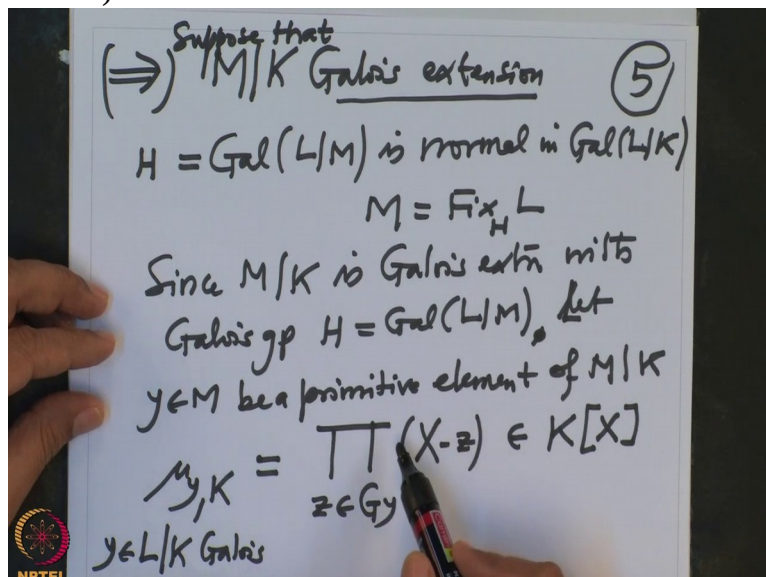 Suppose that
(⇒) M|K Galois extension
5
H = Gal(L|M) is normal in Gal(L|K)
M = Fix_H L
Since M|K is Galois extn with
Galois gp H = Gal(L|M). Let
y∈M be a primitive element of M|K
μ_{y,K} = ∏_{z∈Gy} (X-z) ∈ K[X]
y∈L|K Galois
NPTEL